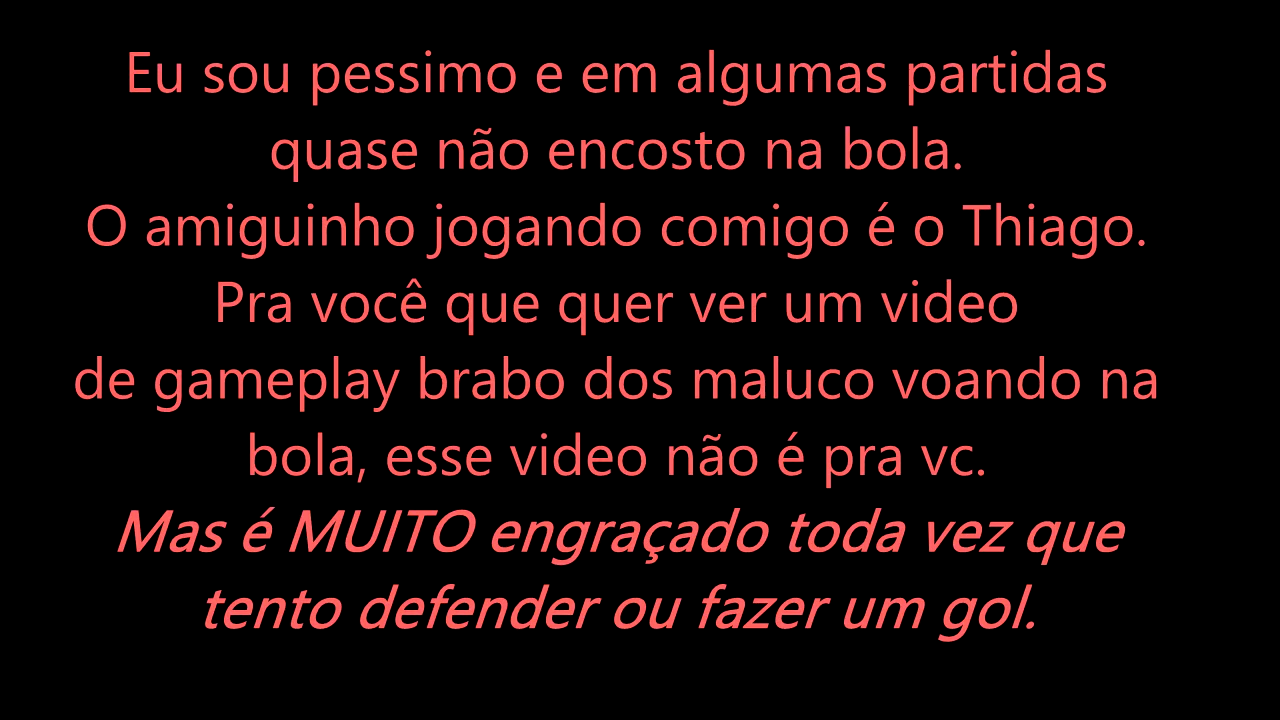 Eu sou pessimo e em algumas partidas
quase não encosto na bola.
O amiguinho jogando comigo é o Thiago.
Pra você que quer ver um video
de gameplay brabo dos maluco voando na
bola, esse video não é pra vc.
Mas é MUITO engraçado toda vez que
tento defender ou fazer um gol.